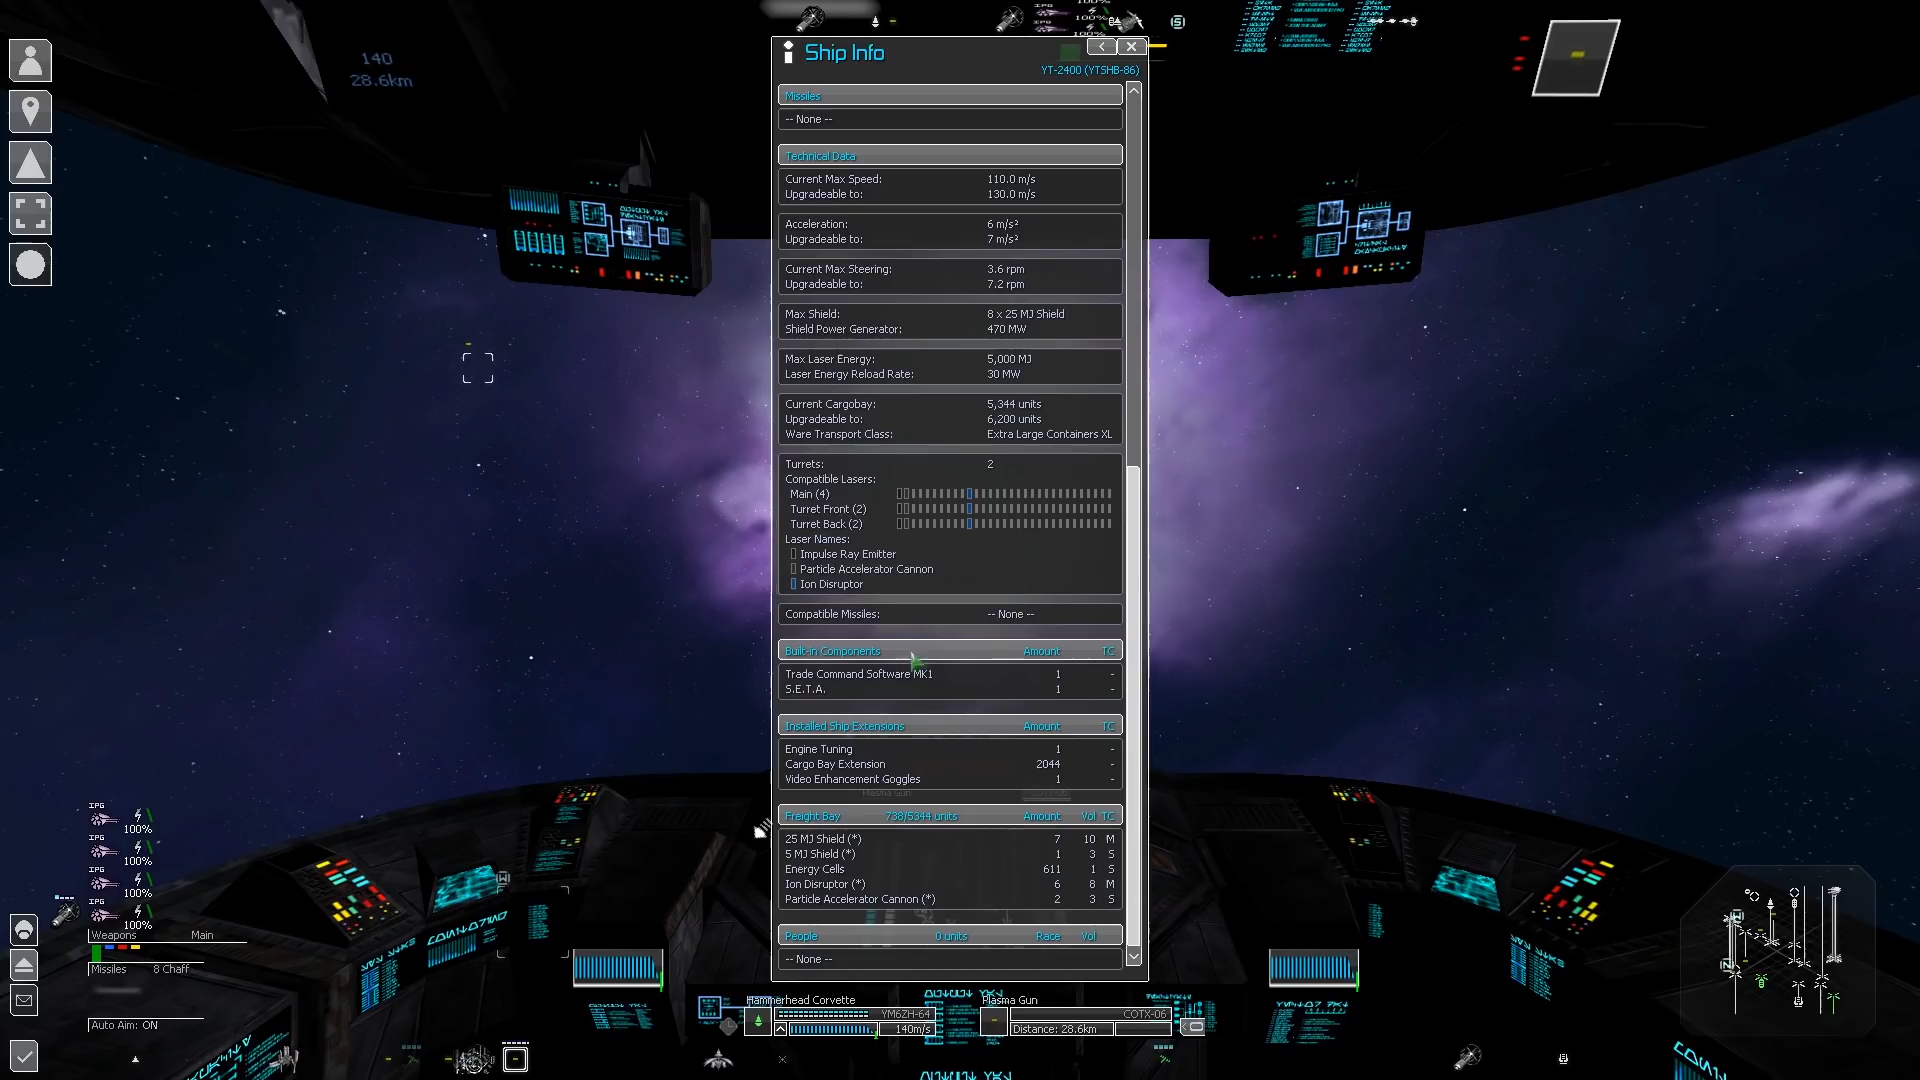 140
28.6km
IPG
100%
100%
100%
Ship Info
YT-2400 (YTSHB-86)
Missiles
-- None --
Technical Data
Current Max Speed: 110.0 m/s
Upgradeable to: 130.0 m/s
Acceleration: 6 m/s²
Upgradeable to: 7 m/s²
Current Max Steering: 3.6 rpm
Upgradeable to: 7.2 rpm
Max Shield: 8 x 25 MJ Shield
Shield Power Generator: 470 MW
Max Laser Energy: 5,000 MJ
Laser Energy Reload Rate: 30 MW
Current Cargobay: 5,344 units
Upgradeable to: 6,200 units
Ware Transport Class: Extra Large Containers XL
Turrets: 2
Compatible Lasers:
Main (4)
Turret Front (2)
Turret Back (2)
Laser Names:
Impulse Ray Emitter
Particle Accelerator Cannon
Ion Disruptor
Compatible Missiles: -- None --
Built-in Components Amount TC
Trade Command Software MK1 1 -
S.E.T.A. 1 -
Installed Ship Extensions Amount TC
Engine Tuning 1 -
Cargo Bay Extension 2044 -
Video Enhancement Goggles 1 -
Plasma Gun
Freight Bay 738/5344 units Amount Vol TC
25 MJ Shield (*) 7 10 M
5 MJ Shield (*) 1 3 S
Energy Cells 611 1 S
Ion Disruptor (*) 6 8 M
Particle Accelerator Cannon (*) 2 3 S
People 0 units Race Vol
-- None --
IPG
100%
IPG
100%
IPG
100%
IPG
100%
Weapons Main
Missiles 8 Chaff
Auto Aim: ON
Hammerhead Corvette
YM6ZH-64
140m/s
Plasma Gun
COTX-06
Distance: 28.6km